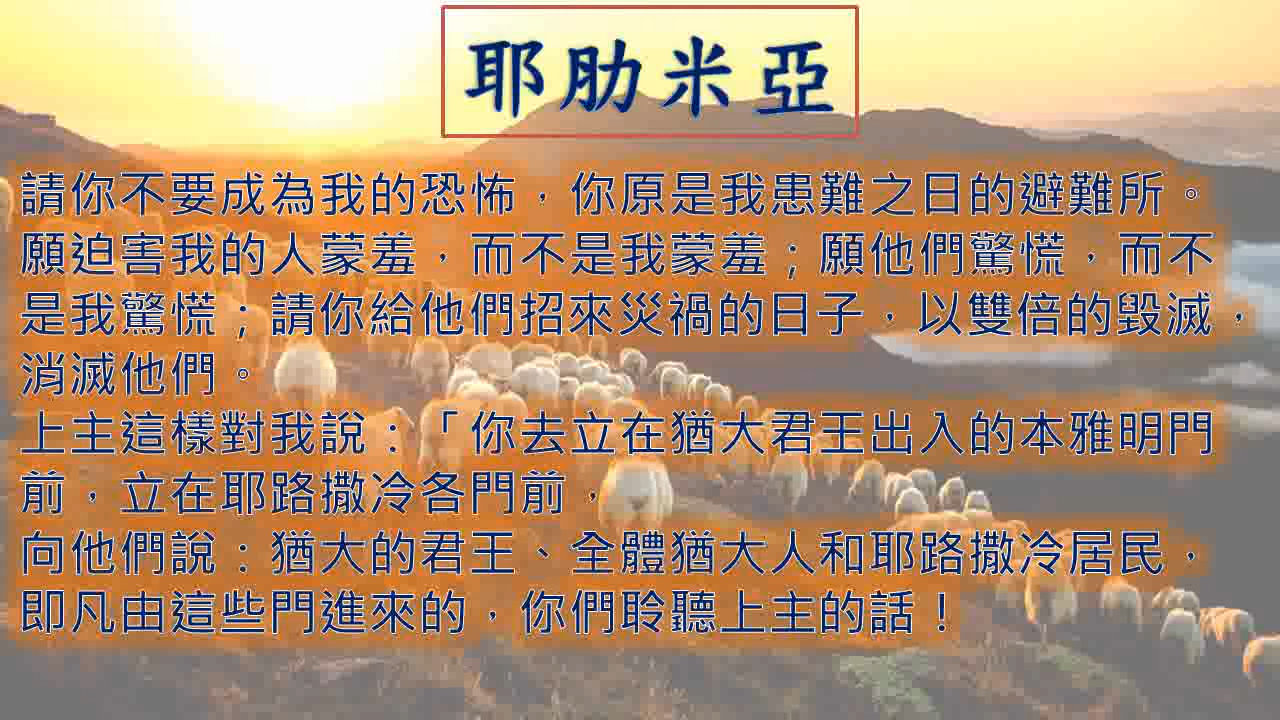 耶肋米亞
請你不要成為我的恐怖，你原是我患難之日的避難所。
願迫害我的人蒙羞，而不是我蒙羞；願他們驚慌，而不
是我驚慌；請你給他們招來災禍的日子，以雙倍的毀滅，
消滅他們。
上主這樣對我說：「你去立在猶大君王出入的本雅明門
前，立在耶路撒冷各門前，
向他們說：猶大的君王、全體猶大人和耶路撒冷居民，
即凡由這些門進來的，你們聆聽上主的話！